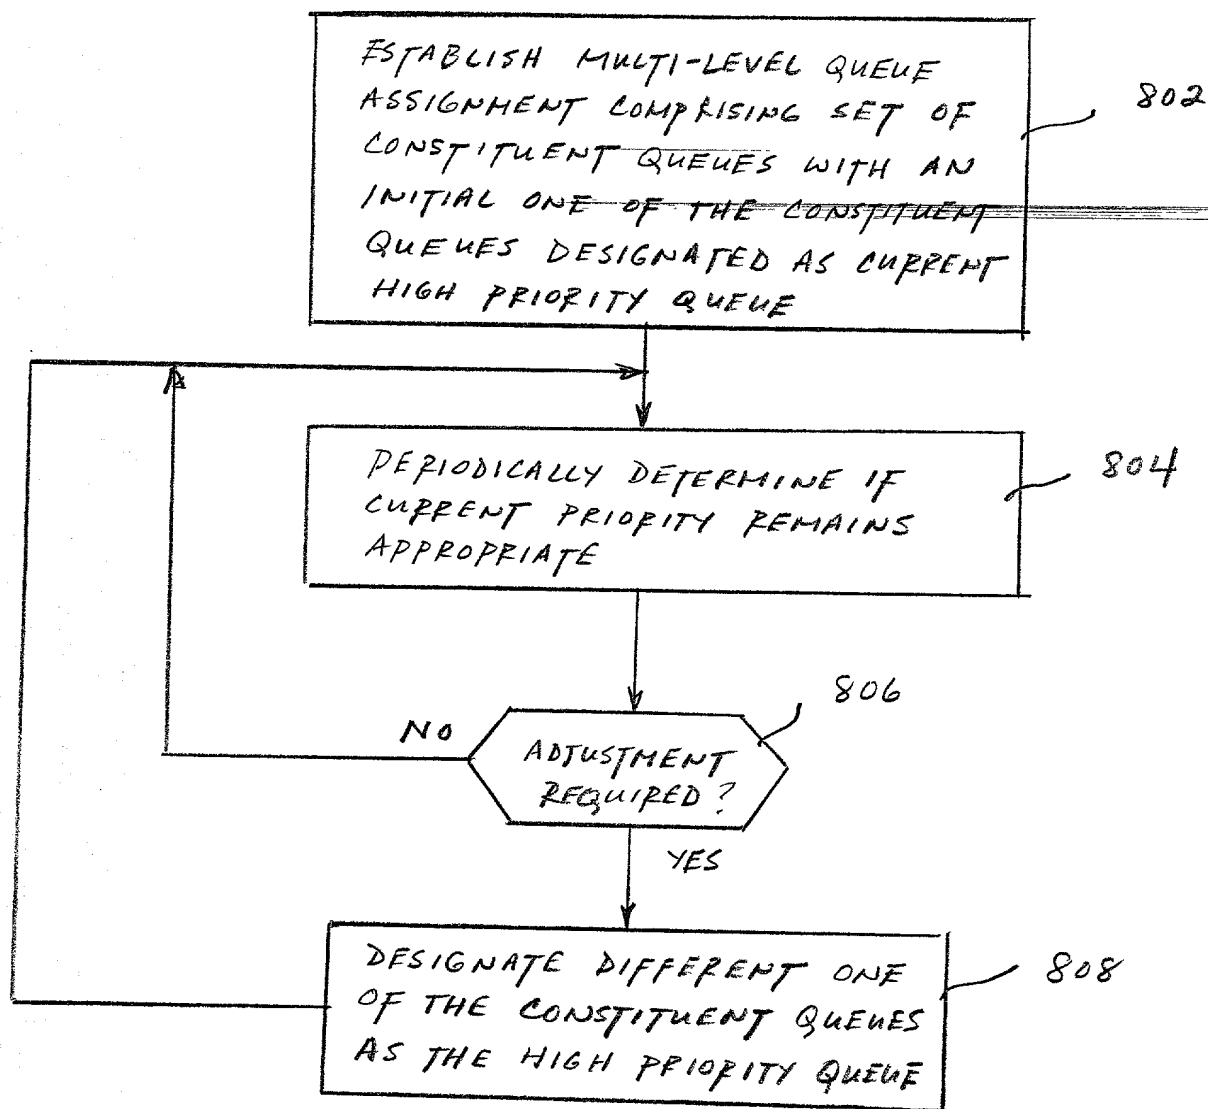 ESTABLISH MULTI-LEVEL QUEUE
ASSIGNMENT COMPRISING SET OF
CONSTITUENT QUEUES WITH AN
INITIAL ONE OF THE CONSTITUENT
QUEUES DESIGNATED AS CURRENT
HIGH PRIORITY QUEUE
802
PERIODICALLY DETERMINE IF
CURRENT PRIORITY REMAINS
APPROPRIATE
804
806
NO
ADJUSTMENT
REQUIRED?
YES
DESIGNATE DIFFERENT ONE
OF THE CONSTITUENT QUEUES
AS THE HIGH PRIORITY QUEUE
808